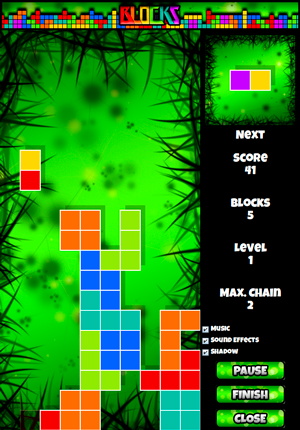 BLOCKS
NEXT
SCORE
41
BLOCKS
5
LEVEL
1
MAX. CHAIN
2
MUSIC
SOUND EFFECTS
SHADOW
PAUSE
FINISH
CLOSE